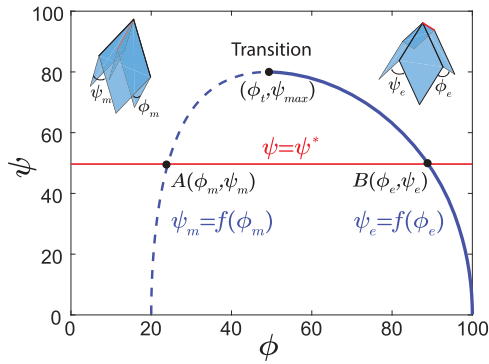 100
80
60
40
20
0
ψ
ψₘ
ϕₘ
Transition
(ϕₜ,ψₘₐₓ)
ψₑ
ϕₑ
ψ=ψ*
A(ϕₘ,ψₘ)
B(ϕₑ,ψₑ)
ψₘ=f(ϕₘ)
ψₑ=f(ϕₑ)
0 20 40 60 80 100
ϕ